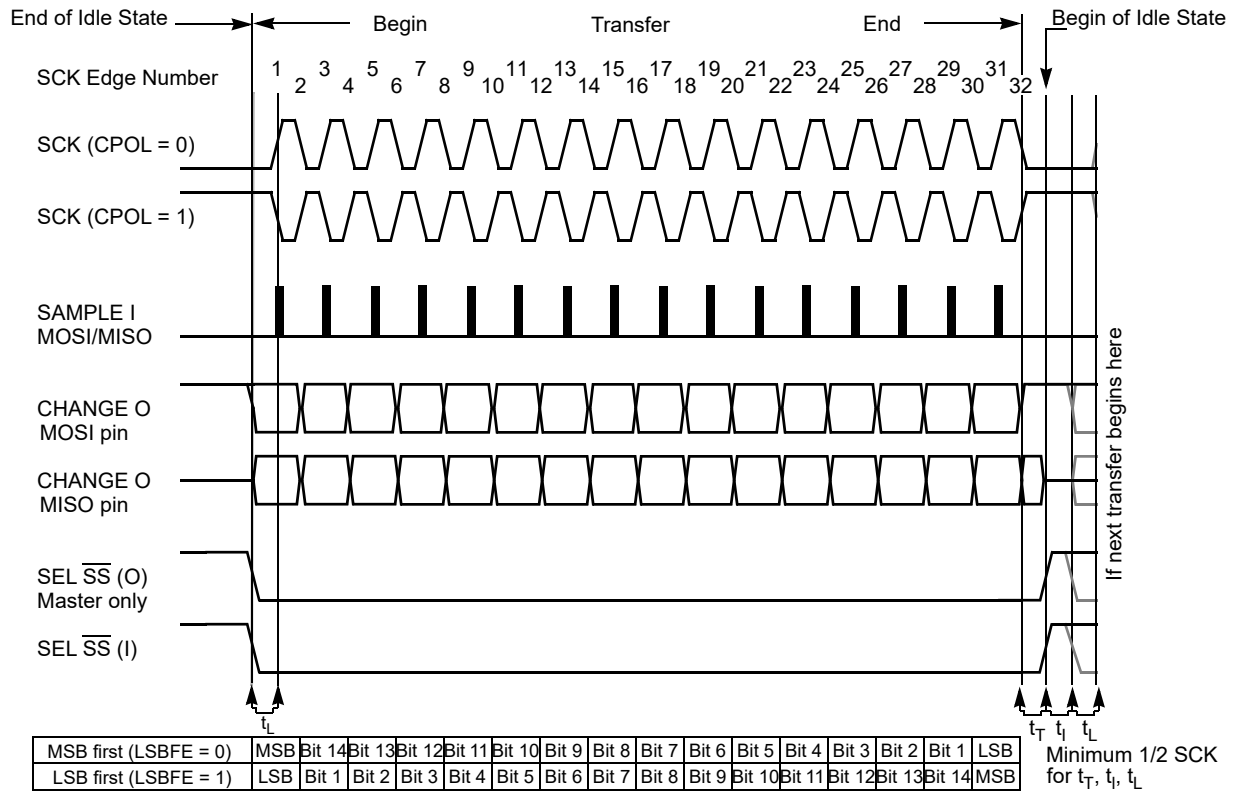 End of Idle State
Begin
Transfer
End
Begin of Idle State
SCK Edge Number
1 2 3 4 5 6 7 8 9 10 11 12 13 14 15 16 17 18 19 20 21 22 23 24 25 26 27 28 29 30 31 32
SCK (CPOL = 0)
SCK (CPOL = 1)
SAMPLE I
MOSI/MISO
CHANGE O
MOSI pin
CHANGE O
MISO pin
SEL SS (O)
Master only
SEL SS (I)
If next transfer begins here
tL
tT tI tL
MSB first (LSBFE = 0) MSB Bit 14 Bit 13 Bit 12 Bit 11 Bit 10 Bit 9 Bit 8 Bit 7 Bit 6 Bit 5 Bit 4 Bit 3 Bit 2 Bit 1 LSB
LSB first (LSBFE = 1) LSB Bit 1 Bit 2 Bit 3 Bit 4 Bit 5 Bit 6 Bit 7 Bit 8 Bit 9 Bit 10 Bit 11 Bit 12 Bit 13 Bit 14 MSB
Minimum 1/2 SCK
for tT, tI, tL